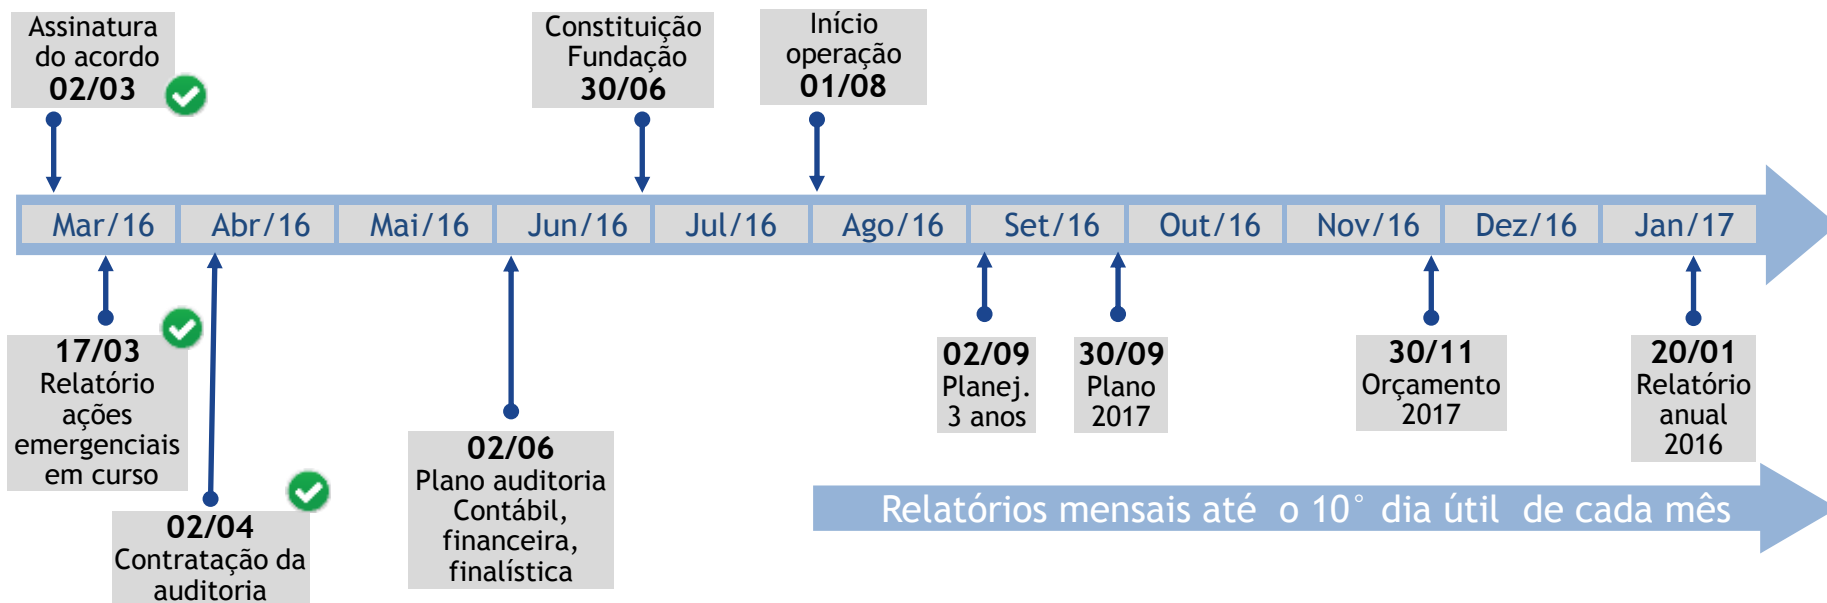 Assinatura
do acordo
02/03
Constituição
Fundação
30/06
Início
operação
01/08
Mar/16
Abr/16
Mai/16
Jun/16
Jul/16
Ago/16
Set/16
Out/16
Nov/16
Dez/16
Jan/17
17/03
Relatório
ações
emergenciais
em curso
02/04
Contratação da
auditoria
02/06
Plano auditoria
Contábil,
financeira,
finalística
02/09
Planej.
3 anos
30/09
Plano
2017
30/11
Orçamento
2017
20/01
Relatório
anual
2016
Relatórios mensais até o 10° dia útil de cada mês